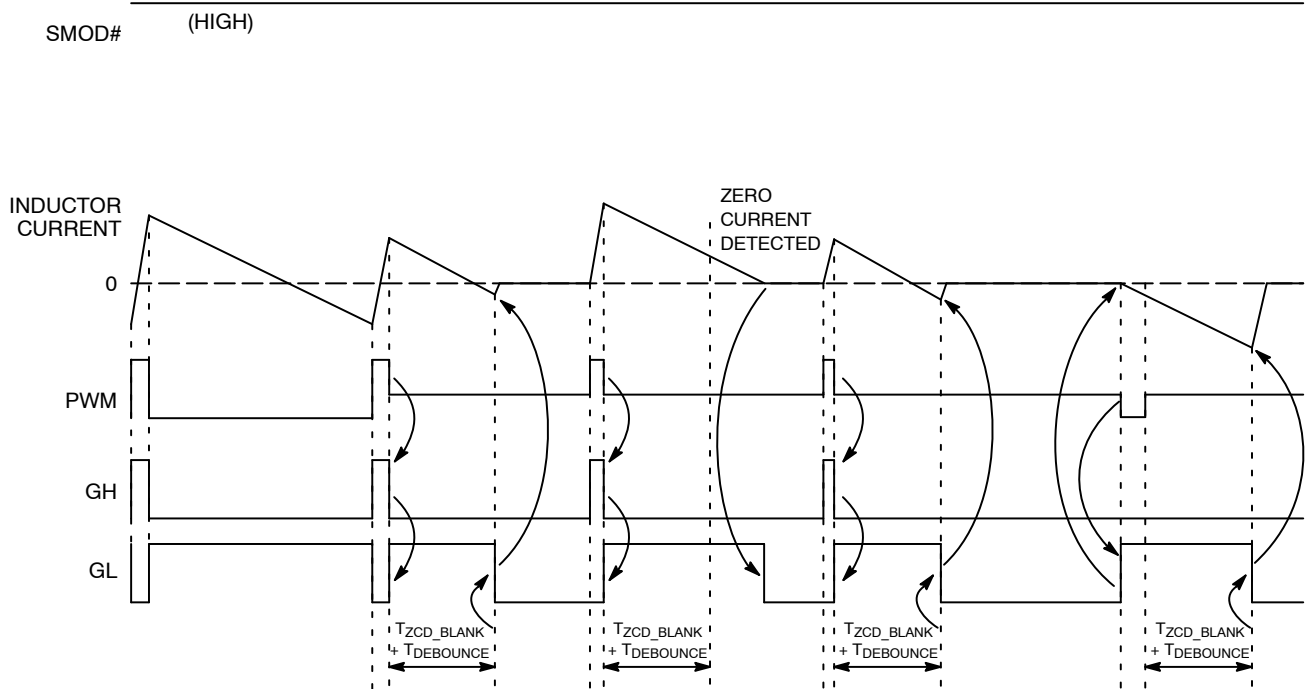 SMOD#
(HIGH)
INDUCTOR
CURRENT
ZERO
CURRENT
DETECTED
0
PWM
GH
GL
TZCD_BLANK
+ TDEBOUNCE
TZCD_BLANK
+ TDEBOUNCE
TZCD_BLANK
+ TDEBOUNCE
TZCD_BLANK
+ TDEBOUNCE